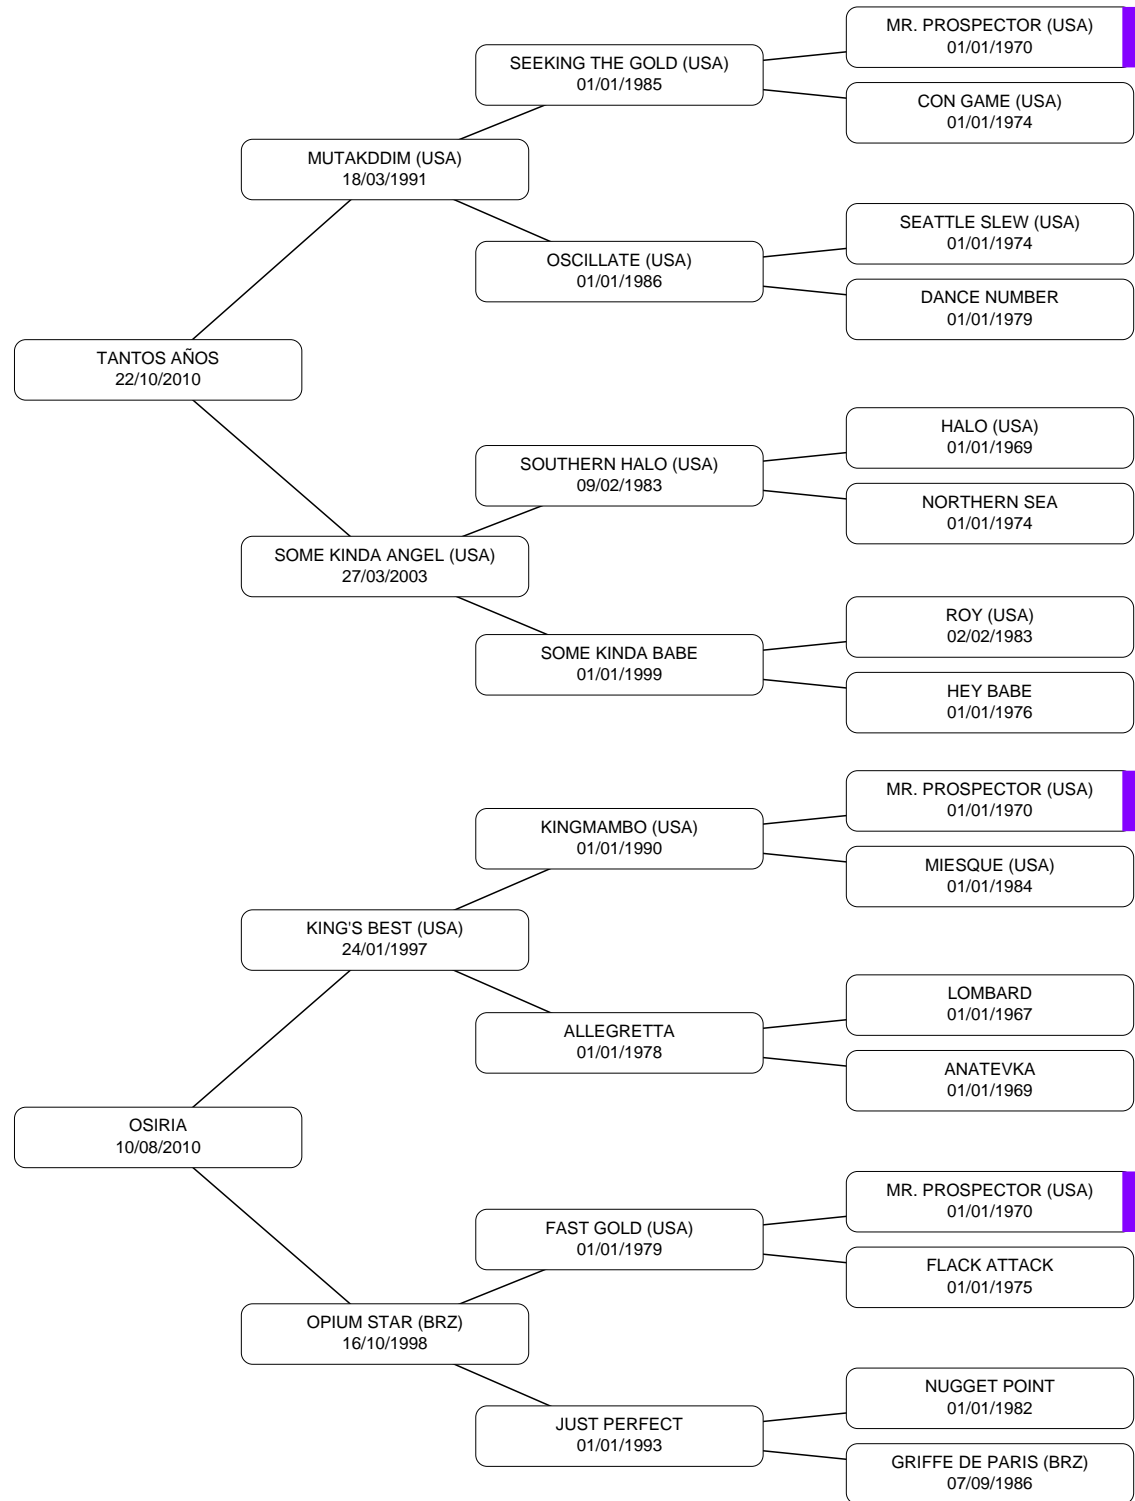 MR. PROSPECTOR (USA)
01/01/1970
SEEKING THE GOLD (USA)
01/01/1985
CON GAME (USA)
01/01/1974
MUTAKDDIM (USA)
18/03/1991
SEATTLE SLEW (USA)
01/01/1974
OSCILLATE (USA)
01/01/1986
DANCE NUMBER
01/01/1979
TANTOS AÑOS
22/10/2010
HALO (USA)
01/01/1969
SOUTHERN HALO (USA)
09/02/1983
NORTHERN SEA
01/01/1974
SOME KINDA ANGEL (USA)
27/03/2003
ROY (USA)
02/02/1983
SOME KINDA BABE
01/01/1999
HEY BABE
01/01/1976
MR. PROSPECTOR (USA)
01/01/1970
KINGMAMBO (USA)
01/01/1990
MIESQUE (USA)
01/01/1984
KING'S BEST (USA)
24/01/1997
LOMBARD
01/01/1967
ALLEGRETTA
01/01/1978
ANATEVKA
01/01/1969
OSIRIA
10/08/2010
MR. PROSPECTOR (USA)
01/01/1970
FAST GOLD (USA)
01/01/1979
FLACK ATTACK
01/01/1975
OPIUM STAR (BRZ)
16/10/1998
NUGGET POINT
01/01/1982
JUST PERFECT
01/01/1993
GRIFFE DE PARIS (BRZ)
07/09/1986